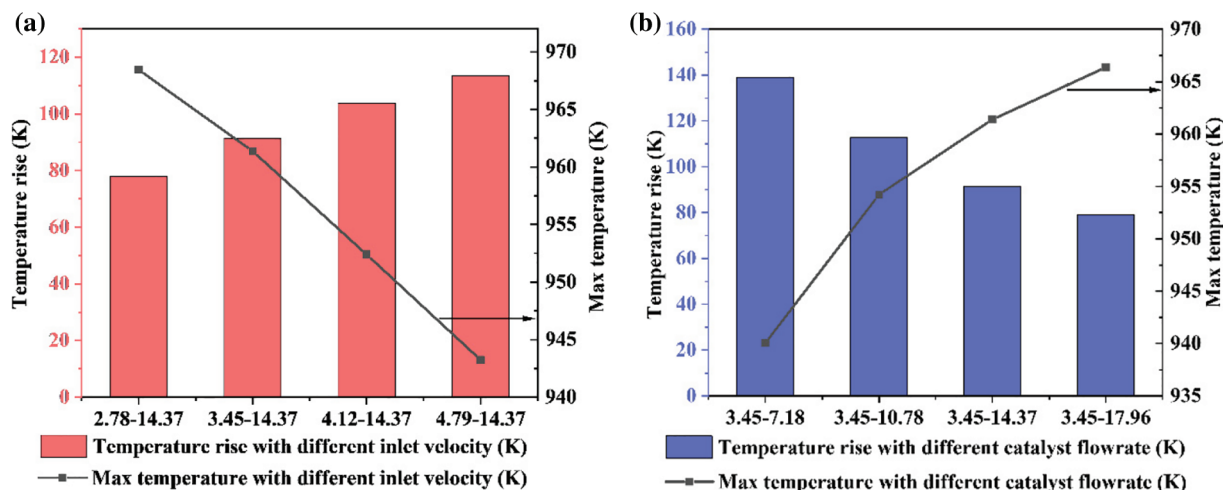 (a)
120
100
80
60
40
20
0
Temperature rise (K)
970
965
960
955
950
945
940
Max temperature (K)
2.78-14.37 3.45-14.37 4.12-14.37 4.79-14.37
Temperature rise with different inlet velocity (K)
Max temperature with different inlet velocity (K)
(b)
160
140
120
100
80
60
40
20
0
Temperature rise (K)
970
965
960
955
950
945
940
935
Max temperature (K)
3.45-7.18 3.45-10.78 3.45-14.37 3.45-17.96
Temperature rise with different catalyst flowrate (K)
Max temperature with different catalyst flowrate (K)